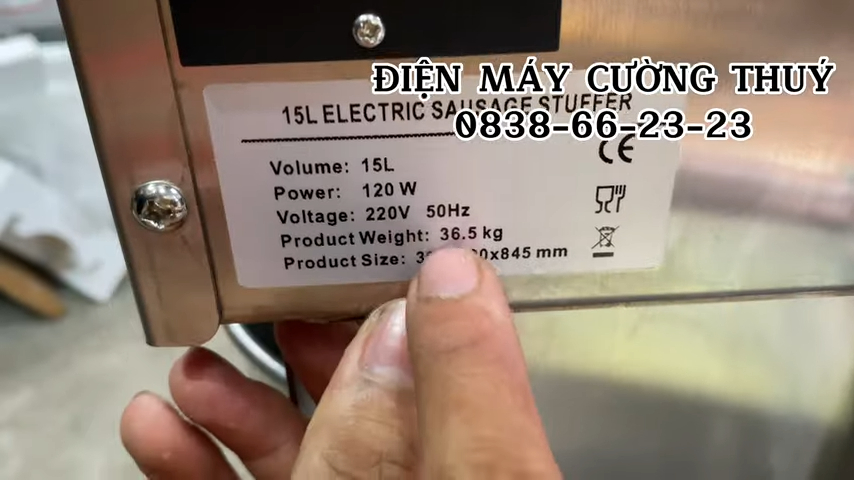 ĐIỆN MÁY CƯỜNG THUÝ
0838-66-23-23
15L ELECTRIC SAUSAGE STUFFER
Volume: 15L
Power: 120 W
Voltage: 220V 50Hz
Product Weight: 36.5 kg
Product Size: 0x845 mm
CE